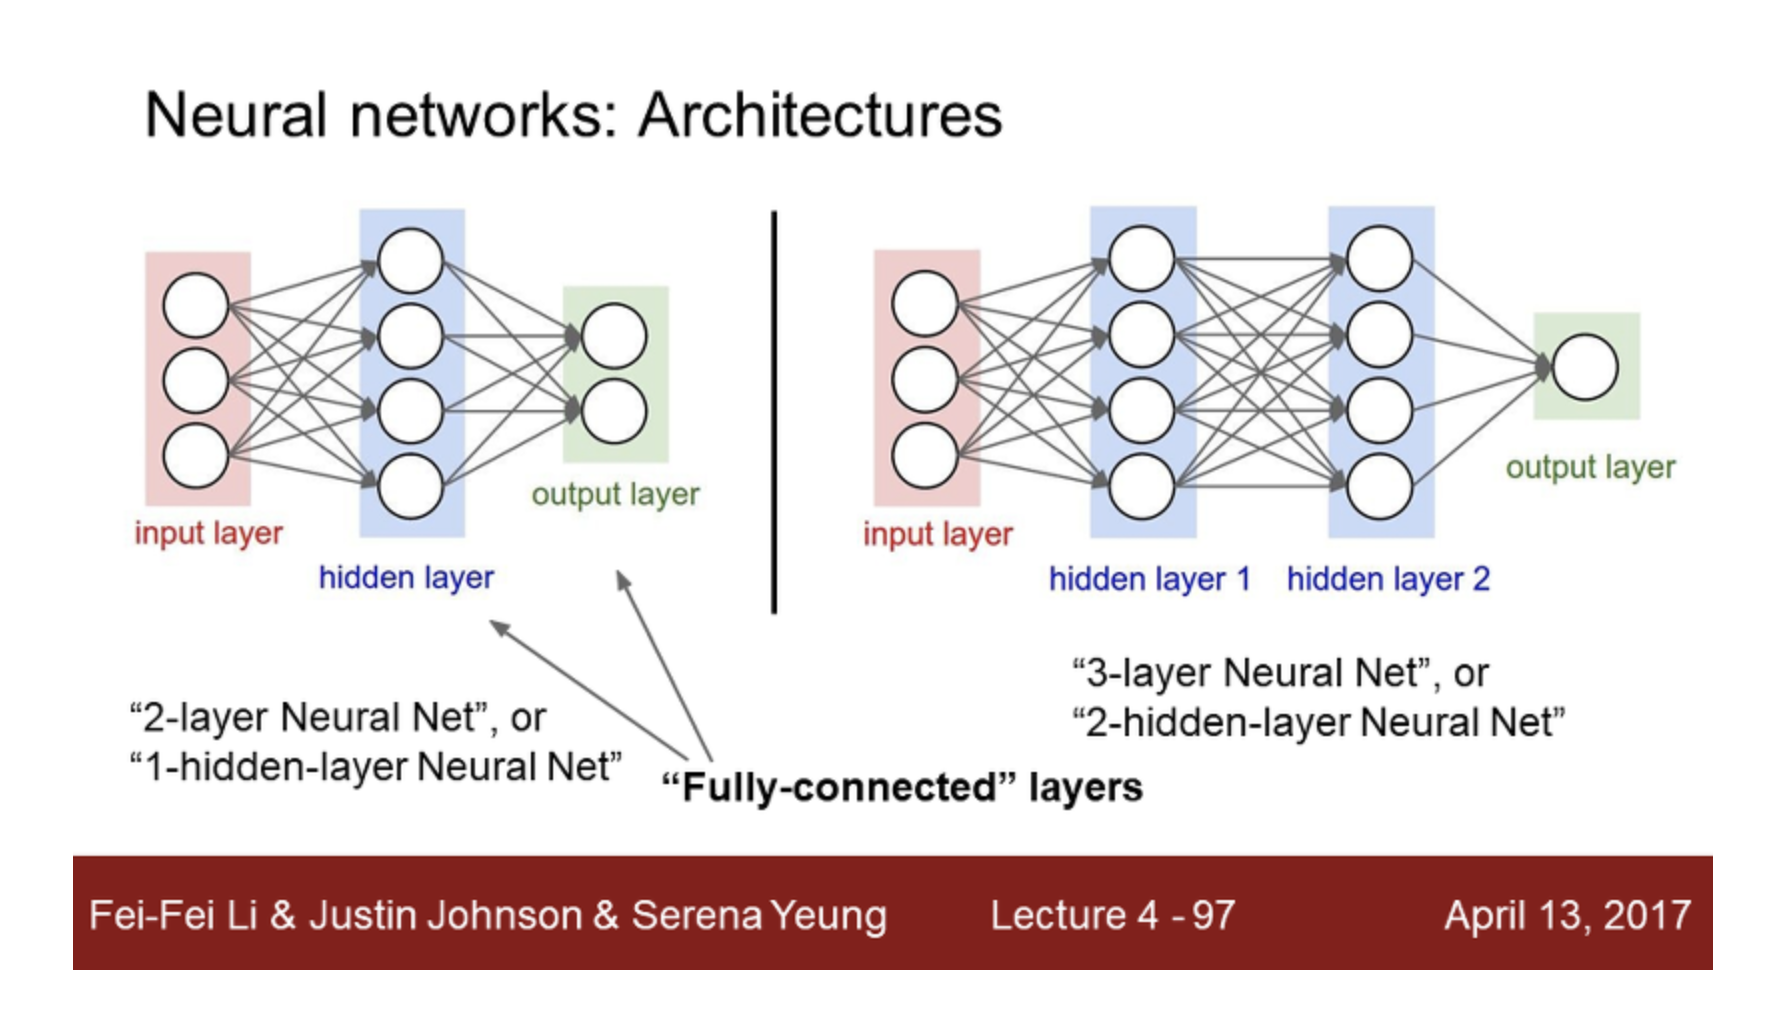 Neural networks: Architectures
input layer
hidden layer
output layer
input layer
hidden layer 1
hidden layer 2
output layer
“2-layer Neural Net”, or
“1-hidden-layer Neural Net”
“3-layer Neural Net”, or
“2-hidden-layer Neural Net”
“Fully-connected” layers
Fei-Fei Li & Justin Johnson & Serena Yeung
Lecture 4 - 97
April 13, 2017